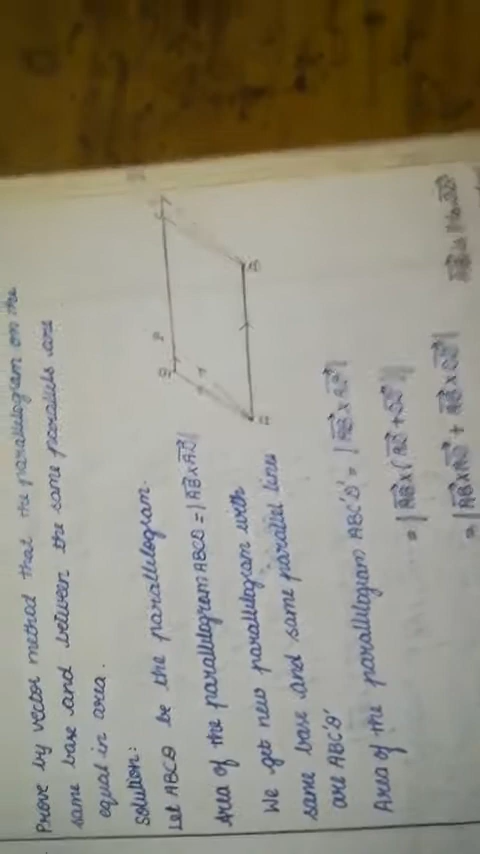 Prove by vector method that the parallelogram on the
same base and between the same parallels are
equal in area.
Solution:
Let ABCD be the parallelogram.
Area of the parallelogram ABCD = |AB⃗ × AD⃗|
We get new parallelogram with
same base and same parallel lines
are ABC'D'
Area of the parallelogram ABC'D' = |AB⃗ × AD'⃗|
= |AB⃗ × (AD⃗ + DD'⃗)|
= |AB⃗ × AD⃗ + AB⃗ × DD'⃗|